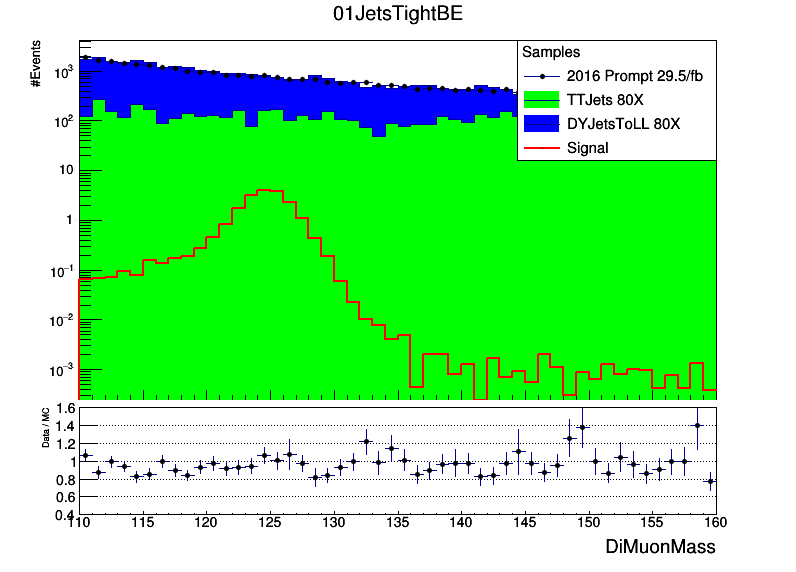 01JetsTightBE
#Events
Samples
2016 Prompt 29.5/fb
TTJets 80X
DYJetsToLL 80X
Signal
10³
10²
10
1
10⁻¹
10⁻²
10⁻³
Data / MC
1.6
1.4
1.2
1
0.8
0.6
0.4
110 115 120 125 130 135 140 145 150 155 160
DiMuonMass